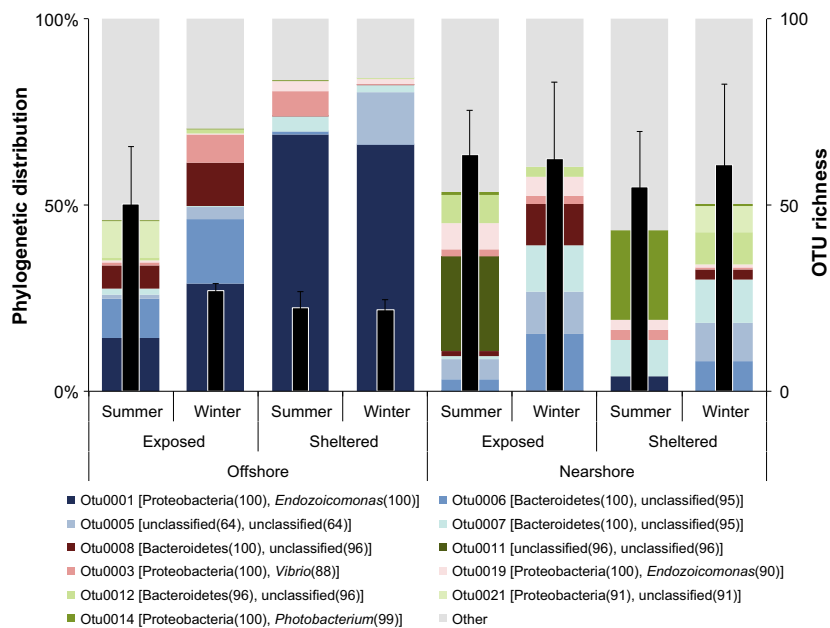 100%
100
Phylogenetic distribution
50%
50
OTU richness
0%
0
Summer Winter Summer Winter Summer Winter Summer Winter
Exposed Sheltered Exposed Sheltered
Offshore Nearshore
Otu0001 [Proteobacteria(100), Endozoicomonas(100)] Otu0006 [Bacteroidetes(100), unclassified(95)]
Otu0005 [unclassified(64), unclassified(64)] Otu0007 [Bacteroidetes(100), unclassified(95)]
Otu0008 [Bacteroidetes(100), unclassified(96)] Otu0011 [unclassified(96), unclassified(96)]
Otu0003 [Proteobacteria(100), Vibrio(88)] Otu0019 [Proteobacteria(100), Endozoicomonas(90)]
Otu0012 [Bacteroidetes(96), unclassified(96)] Otu0021 [Proteobacteria(91), unclassified(91)]
Otu0014 [Proteobacteria(100), Photobacterium(99)] Other